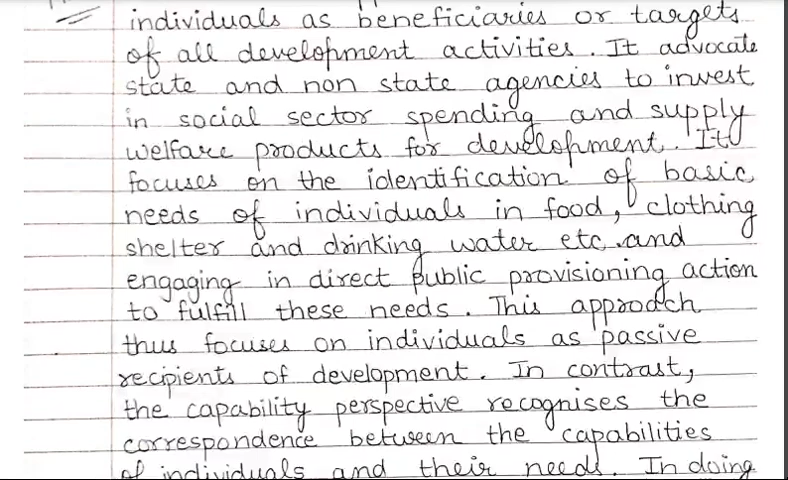 individuals as beneficiaries or targets
of all development activities. It advocate
state and non state agencies to invest
in social sector spending and supply
welfare products for development. It
focuses on the identification of basic
needs of individuals in food, clothing
shelter and drinking water etc. and
engaging in direct public provisioning action
to fulfill these needs. This approach
thus focuses on individuals as passive
recipients of development. In contrast,
the capability perspective recognises the
correspondence between the capabilities
of individuals and their needs. In doing